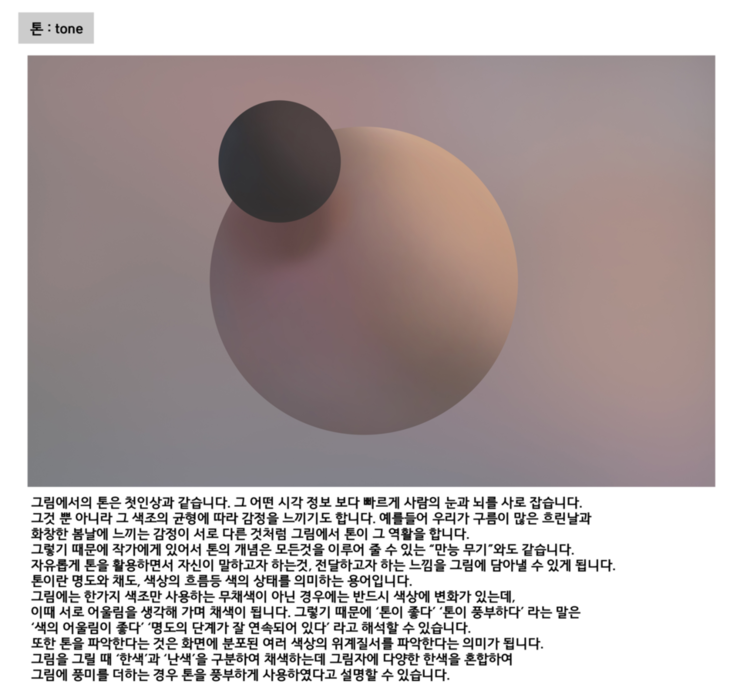 톤 : tone
그림에서의 톤은 첫인상과 같습니다. 그 어떤 시각 정보 보다 빠르게 사람의 눈과 뇌를 사로 잡습니다.
그것 뿐 아니라 그 색조의 균형에 따라 감정을 느끼기도 합니다. 예를들어 우리가 구름이 많은 흐린날과
화창한 봄날에 느끼는 감정이 서로 다른 것처럼 그림에서 톤이 그 역활을 합니다.
그렇기 때문에 작가에게 있어서 톤의 개념은 모든것을 이루어 줄 수 있는 "만능 무기"와도 같습니다.
자유롭게 톤을 활용하면서 자신이 말하고자 하는것, 전달하고자 하는 느낌을 그림에 담아낼 수 있게 됩니다.
톤이란 명도와 채도, 색상의 흐름등 색의 상태를 의미하는 용어입니다.
그림에는 한가지 색조만 사용하는 무채색이 아닌 경우에는 반드시 색상에 변화가 있는데,
이때 서로 어울림을 생각해 가며 채색이 됩니다. 그렇기 때문에 '톤이 좋다' '톤이 풍부하다' 라는 말은
'색의 어울림이 좋다' '명도의 단계가 잘 연속되어 있다' 라고 해석할 수 있습니다.
또한 톤을 파악한다는 것은 화면에 분포된 여러 색상의 위계질서를 파악한다는 의미가 됩니다.
그림을 그릴 때 '한색'과 '난색'을 구분하여 채색하는데 그림자에 다양한 한색을 혼합하여
그림에 풍미를 더하는 경우 톤을 풍부하게 사용하였다고 설명할 수 있습니다.